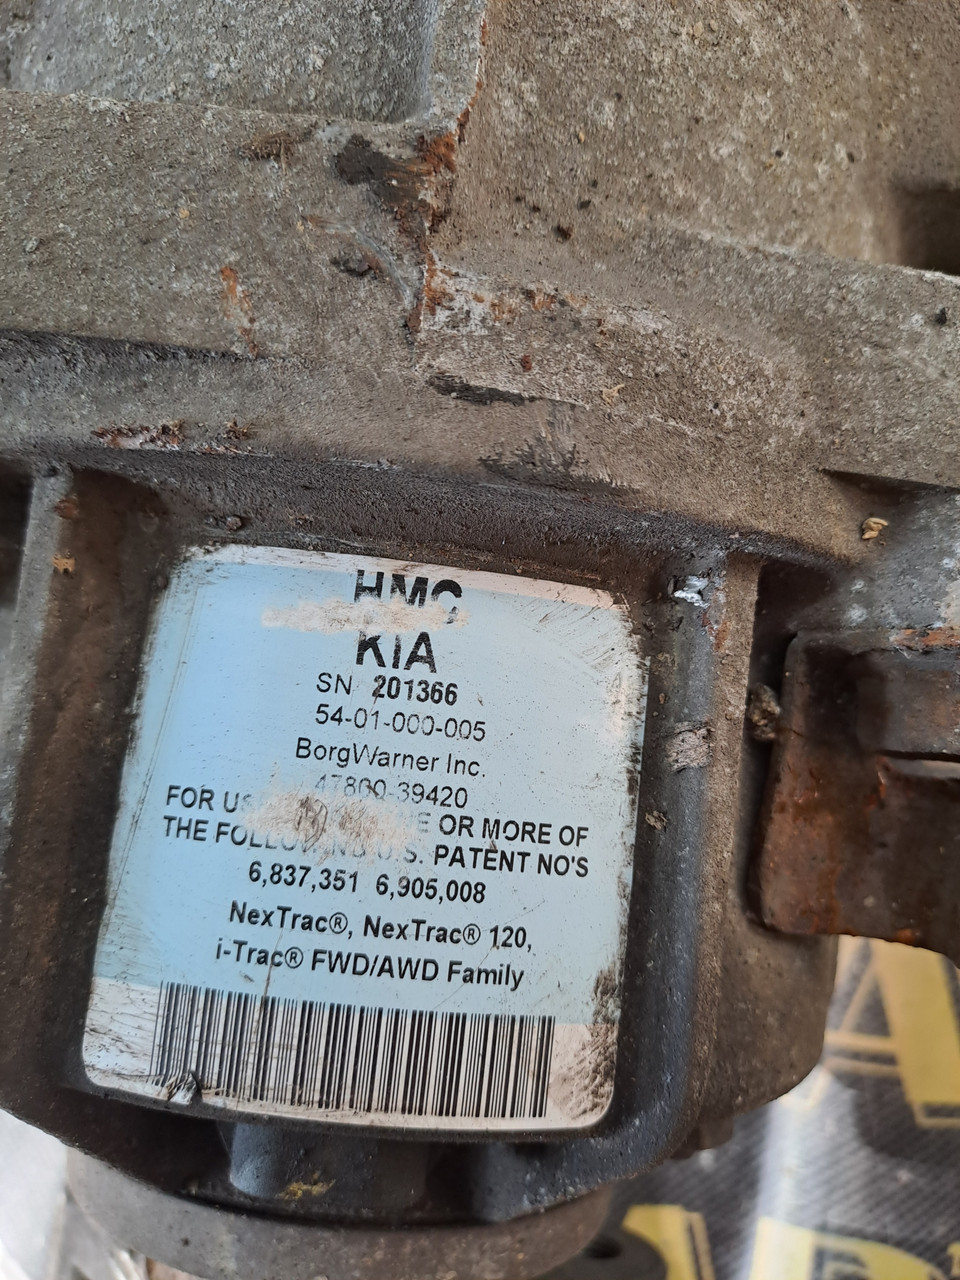 HMC
KIA
SN 201366
54-01-000-005
BorgWarner Inc.
47800-39420
FOR OR MORE OF
THE FOLLOWING U.S. PATENT NO'S
6,837,351 6,905,008
NexTrac®, NexTrac® 120,
i-Trac® FWD/AWD Family